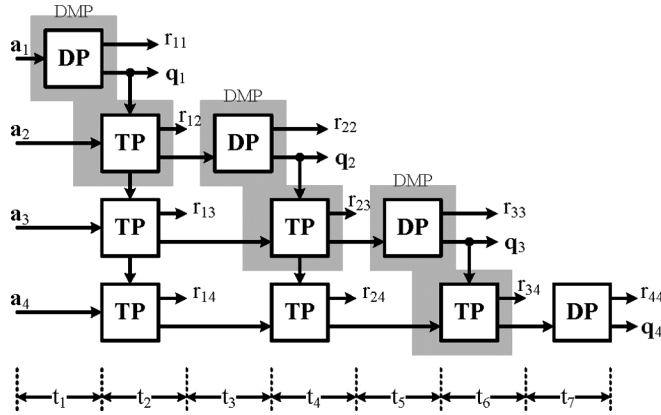 DMP
a1 DP r11
q1
DMP
a2 TP r12 DP r22
q2
DMP
a3 TP r13 TP r23 DP r33
q3
a4 TP r14 TP r24 TP r34 DP r44
q4
t1 t2 t3 t4 t5 t6 t7